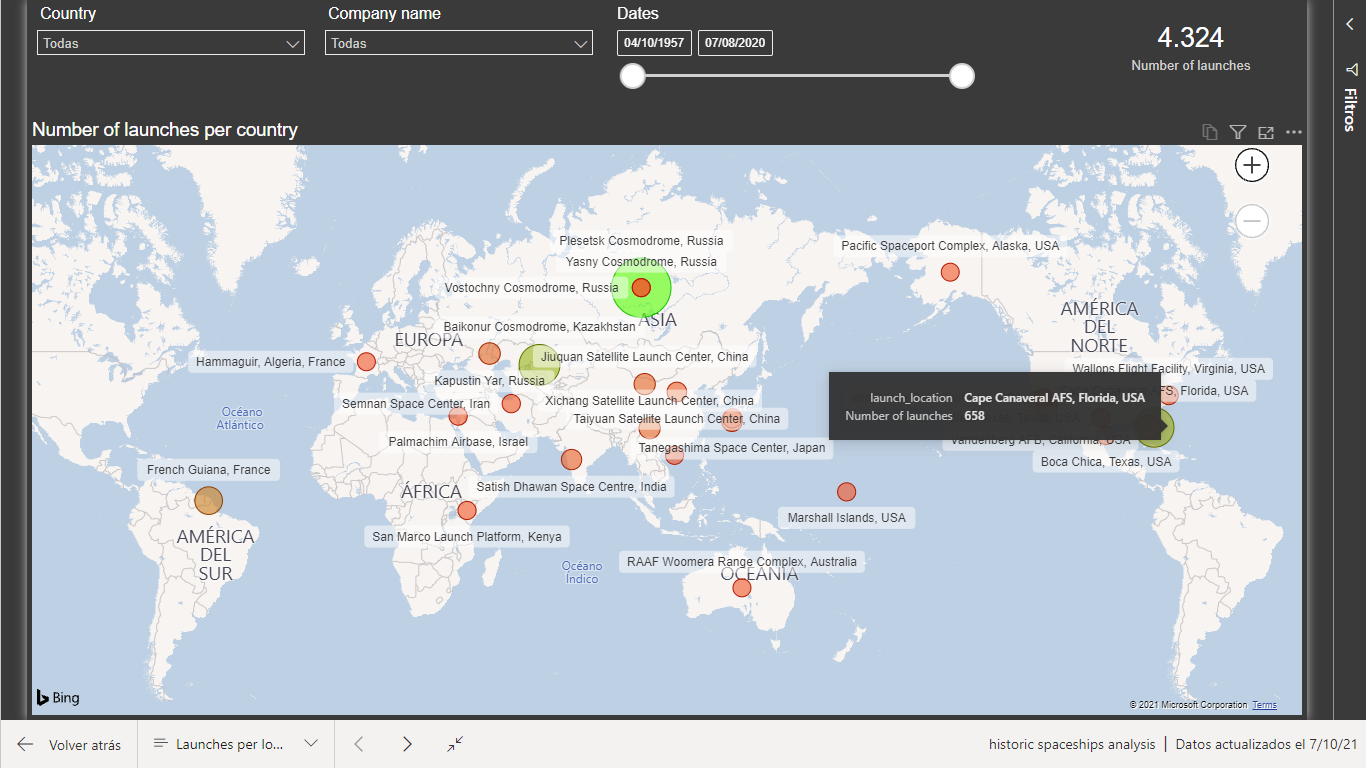 Country
Company name
Dates
Todas
Todas
04/10/1957
07/08/2020
4.324
Number of launches
Filtros
Number of launches per country
Plesetsk Cosmodrome, Russia
Pacific Spaceport Complex, Alaska, USA
Yasny Cosmodrome, Russia
Vostochny Cosmodrome, Russia
ASIA
AMÉRICA
DEL
NORTE
Baikonur Cosmodrome, Kazakhstan
EUROPA
Jiuquan Satellite Launch Center, China
Hammaguir, Algeria, France
Wallops Flight Facility, Virginia, USA
Kapustin Yar, Russia
AFS, Florida, USA
launch_location Cape Canaveral AFS, Florida, USA
Number of launches 658
Semnan Space Center, Iran
Xichang Satellite Launch Center, China
Océano
Atlántico
Taiyuan Satellite Launch Center, China
Palmachim Airbase, Israel
Vandenberg AFB, California, USA
Tanegashima Space Center, Japan
Boca Chica, Texas, USA
French Guiana, France
Satish Dhawan Space Centre, India
ÁFRICA
Marshall Islands, USA
AMÉRICA
DEL
SUR
San Marco Launch Platform, Kenya
RAAF Woomera Range Complex, Australia
OCEANÍA
Océano
Índico
Bing
© 2021 Microsoft Corporation Terms
Volver atrás
Launches per lo...
historic spaceships analysis | Datos actualizados el 7/10/21